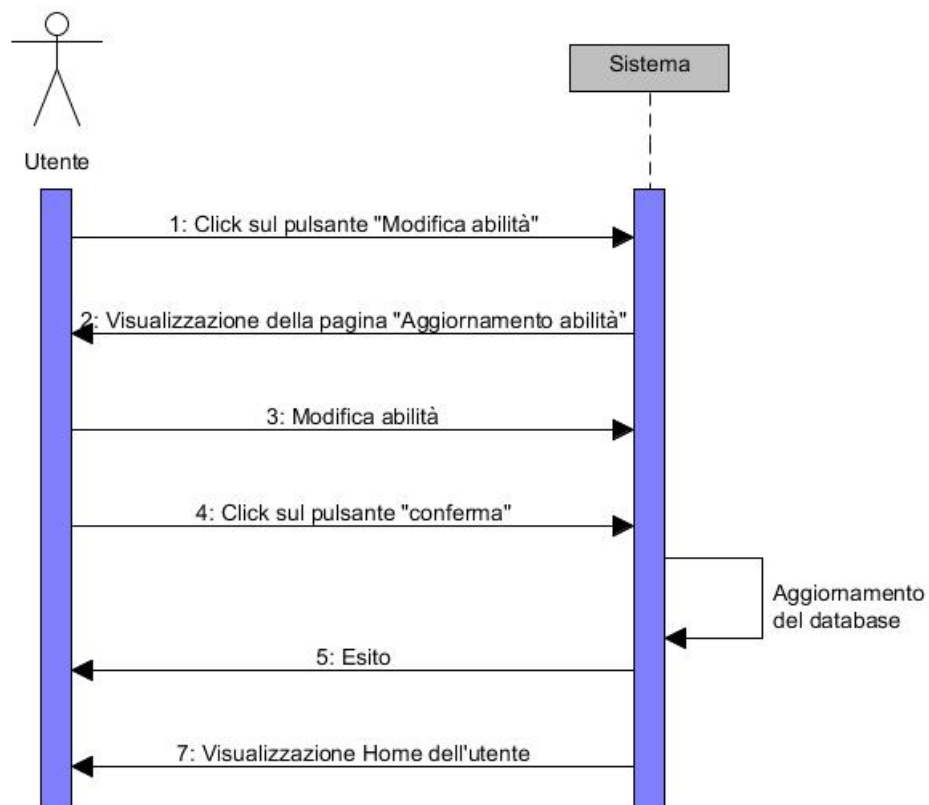 Sistema
Utente
1: Click sul pulsante "Modifica abilità"
2: Visualizzazione della pagina "Aggiornamento abilità"
3: Modifica abilità
4: Click sul pulsante "conferma"
Aggiornamento
del database
5: Esito
7: Visualizzazione Home dell'utente